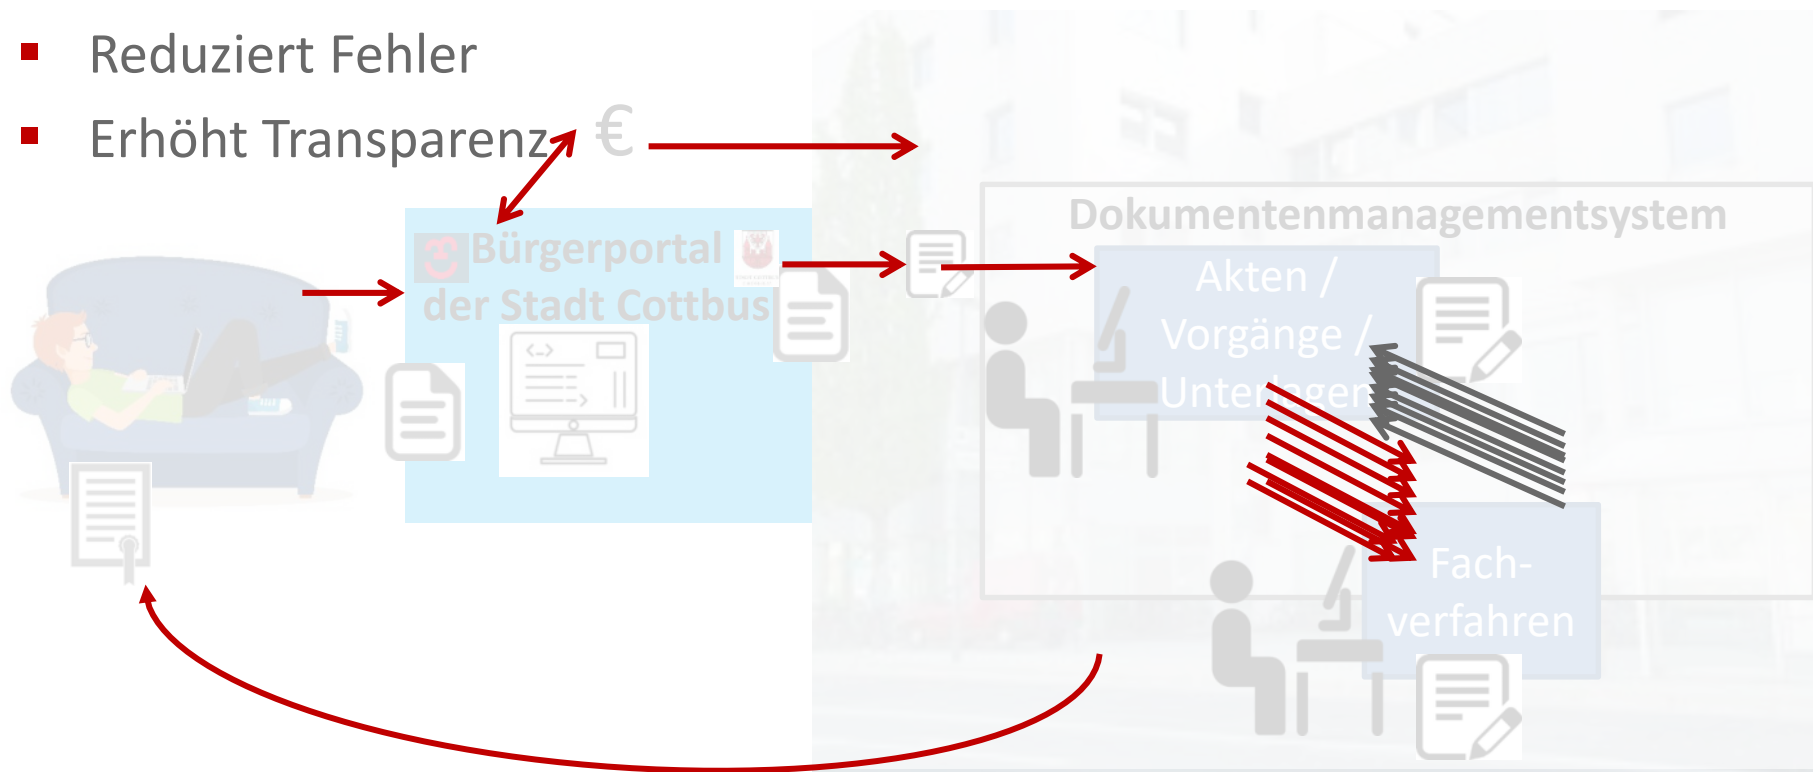 Reduziert Fehler
Erhöht Transparenz
€
Dokumentenmanagementsystem
Bürgerportal
der Stadt Cottbus
Akten /
Vorgänge /
Unterlagen
Fach-
verfahren